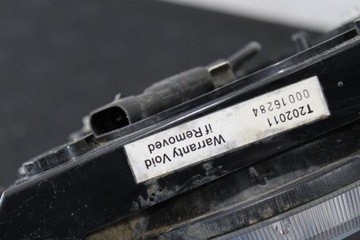 T202011
00016284
Warranty Void
if Removed